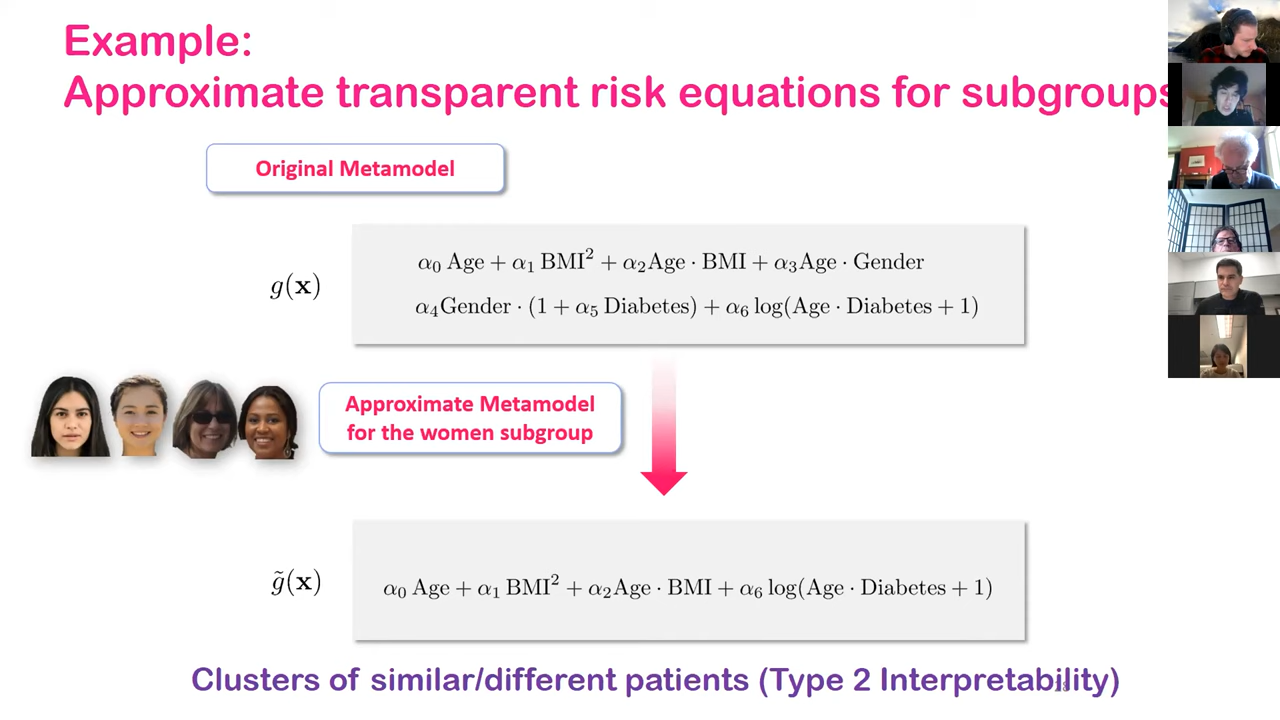 Example:
Approximate transparent risk equations for subgroups
Original Metamodel
g(x)
α₀ Age + α₁ BMI² + α₂Age · BMI + α₃Age · Gender
α₄Gender · (1 + α₅ Diabetes) + α₆ log(Age · Diabetes + 1)
Approximate Metamodel
for the women subgroup
g̃(x)
α₀ Age + α₁ BMI² + α₂Age · BMI + α₆ log(Age · Diabetes + 1)
Clusters of similar/different patients (Type 2 Interpretability)